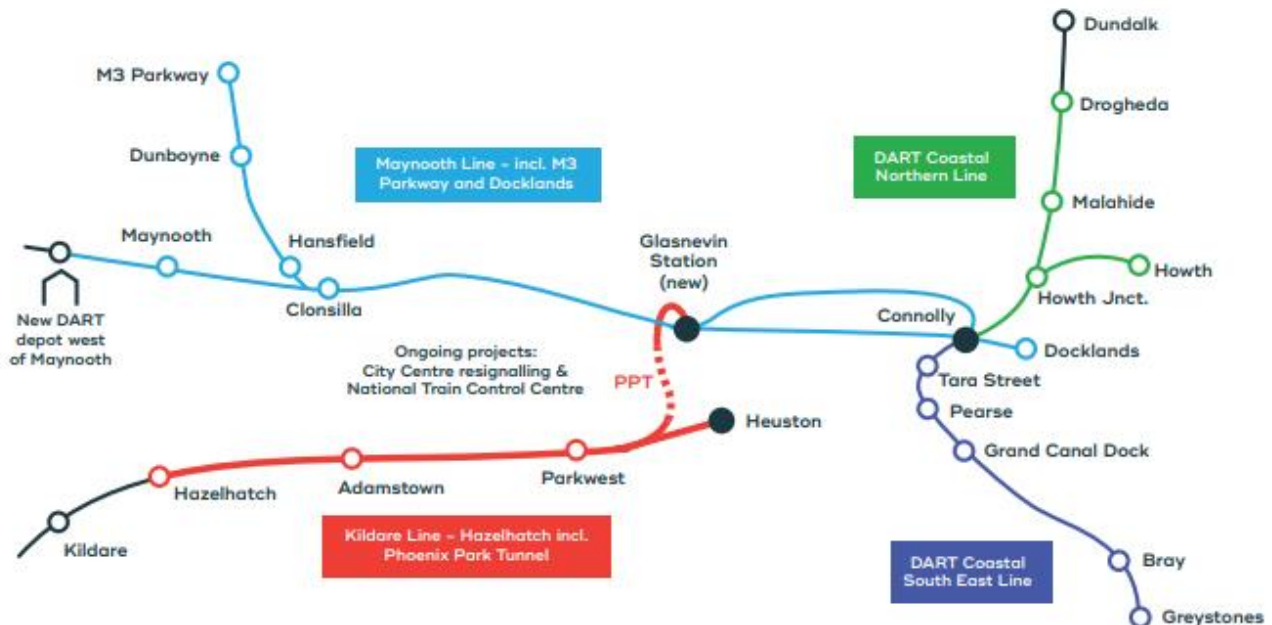 Dundalk
M3 Parkway
Drogheda
Dunboyne
Maynooth Line - incl. M3
Parkway and Docklands
DART Coastal
Northern Line
Malahide
Maynooth
Hansfield
Glasnevin
Station
(new)
Howth
Howth Jnct.
Clonsilla
Connolly
New DART
depot west
of Maynooth
Ongoing projects:
City Centre resignalling &
National Train Control Centre
Docklands
PPT
Tara Street
Pearse
Heuston
Grand Canal Dock
Parkwest
Adamstown
Hazelhatch
Kildare Line - Hazelhatch incl.
Phoenix Park Tunnel
Kildare
DART Coastal
South East Line
Bray
Greystones